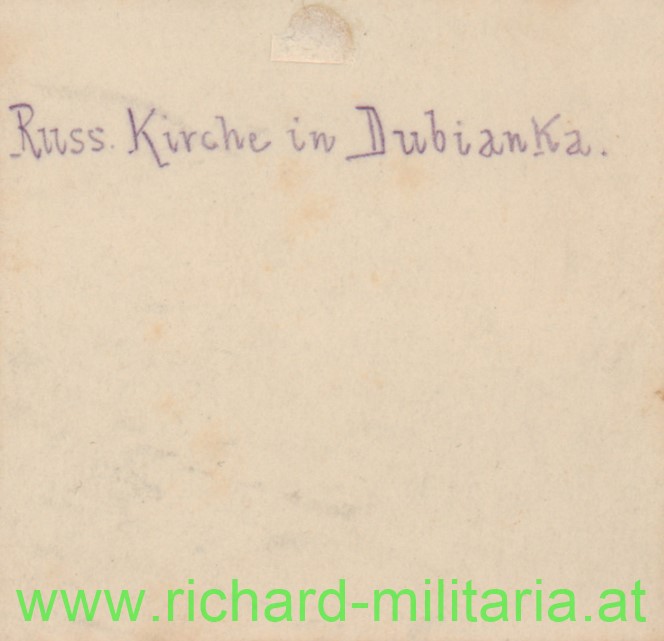 Russ. Kirche in Dubianka.
www.richard-militaria.at